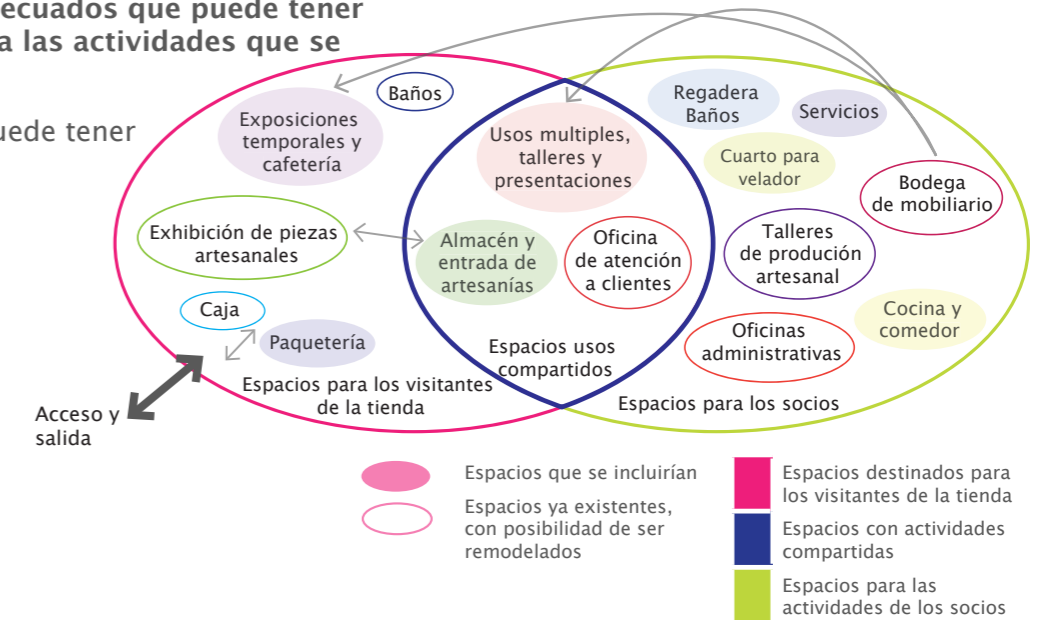 ecuados que puede tener
a las actividades que se
uede tener
Baños
Exposiciones
temporales y
cafetería
Exhibición de piezas
artesanales
Caja
Paquetería
Espacios para los visitantes
de la tienda
Acceso y
salida
Usos multiples,
talleres y
presentaciones
Almacén y
entrada de
artesanías
Oficina
de atención
a clientes
Espacios usos
compartidos
Regadera
Baños
Servicios
Cuarto para
velador
Bodega
de mobiliario
Talleres
de produción
artesanal
Cocina y
comedor
Oficinas
administrativas
Espacios para los socios
Espacios que se incluirían
Espacios ya existentes,
con posibilidad de ser
remodelados
Espacios destinados para
los visitantes de la tienda
Espacios con actividades
compartidas
Espacios para las
actividades de los socios